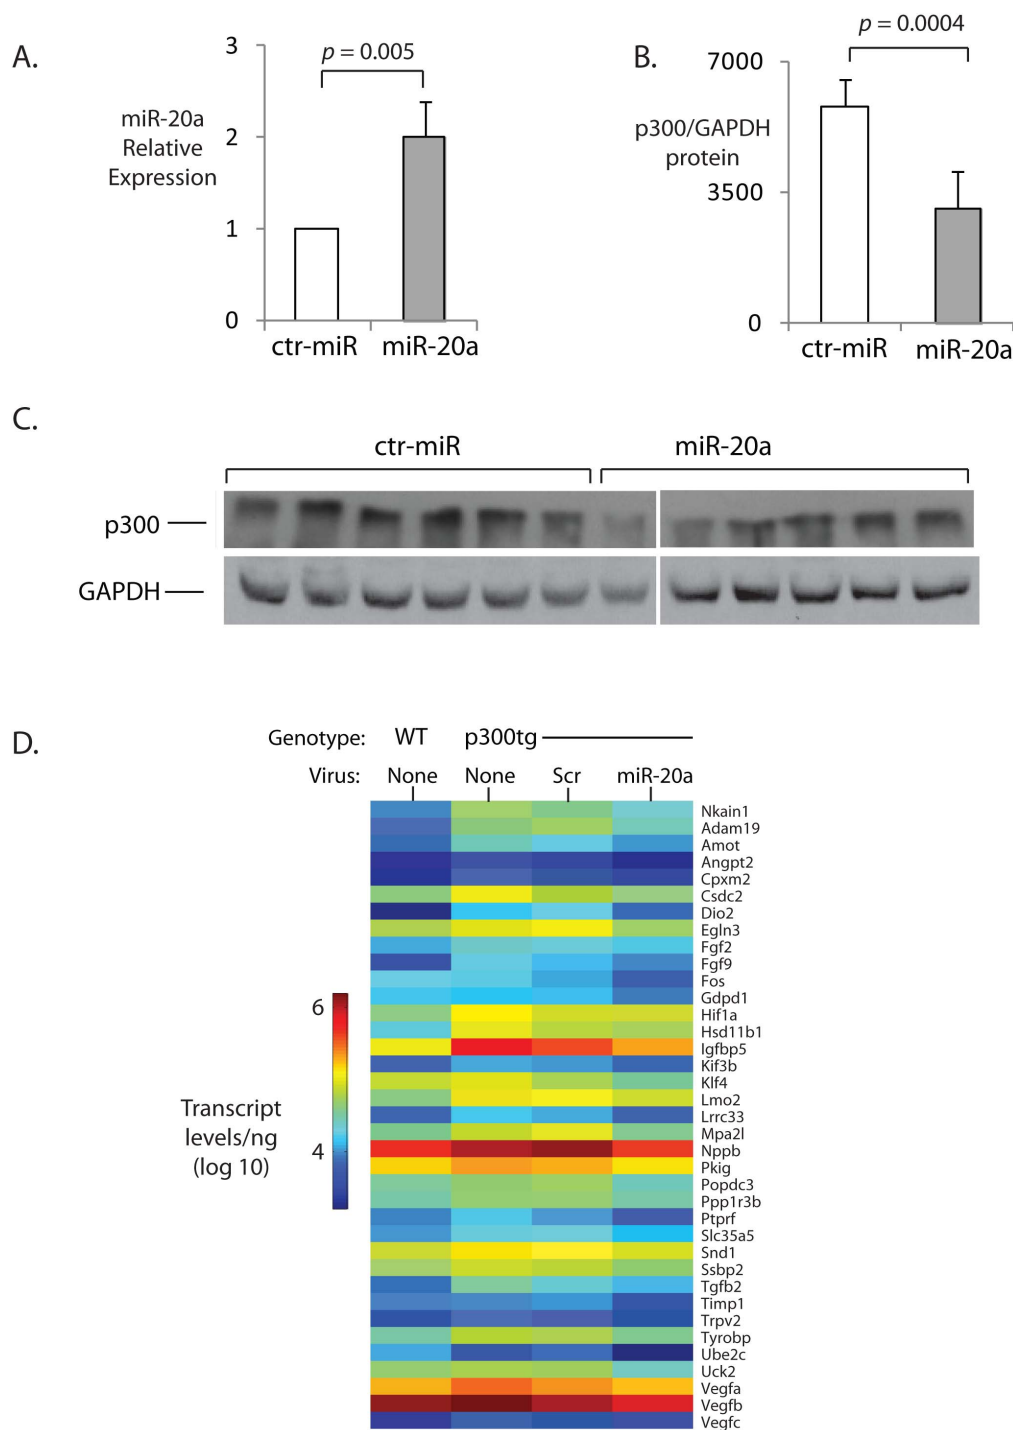 A.
p = 0.005
3
2
1
0
miR-20a
Relative
Expression
ctr-miR miR-20a
B.
p = 0.0004
7000
3500
0
p300/GAPDH
protein
ctr-miR miR-20a
C.
ctr-miR miR-20a
p300
GAPDH
D.
Genotype: WT p300tg
Virus: None None Scr miR-20a
Nkain1
Adam19
Amot
Angpt2
Cpxm2
Csdc2
Dio2
Egln3
Fgf2
Fgf9
Fos
Gdpd1
Hif1a
Hsd11b1
Igfbp5
Kif3b
Klf4
Lmo2
Lrrc33
Mpa2l
Nppb
Pkig
Popdc3
Ppp1r3b
Ptprf
Slc35a5
Snd1
Ssbp2
Tgfb2
Timp1
Trpv2
Tyrobp
Ube2c
Uck2
Vegfa
Vegfb
Vegfc
6
4
Transcript
levels/ng
(log 10)